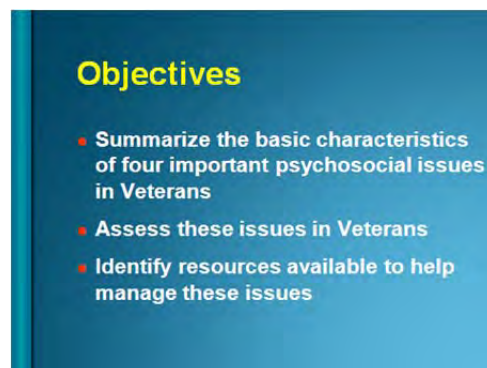 Objectives
Summarize the basic characteristics
of four important psychosocial issues
in Veterans
Assess these issues in Veterans
Identify resources available to help
manage these issues